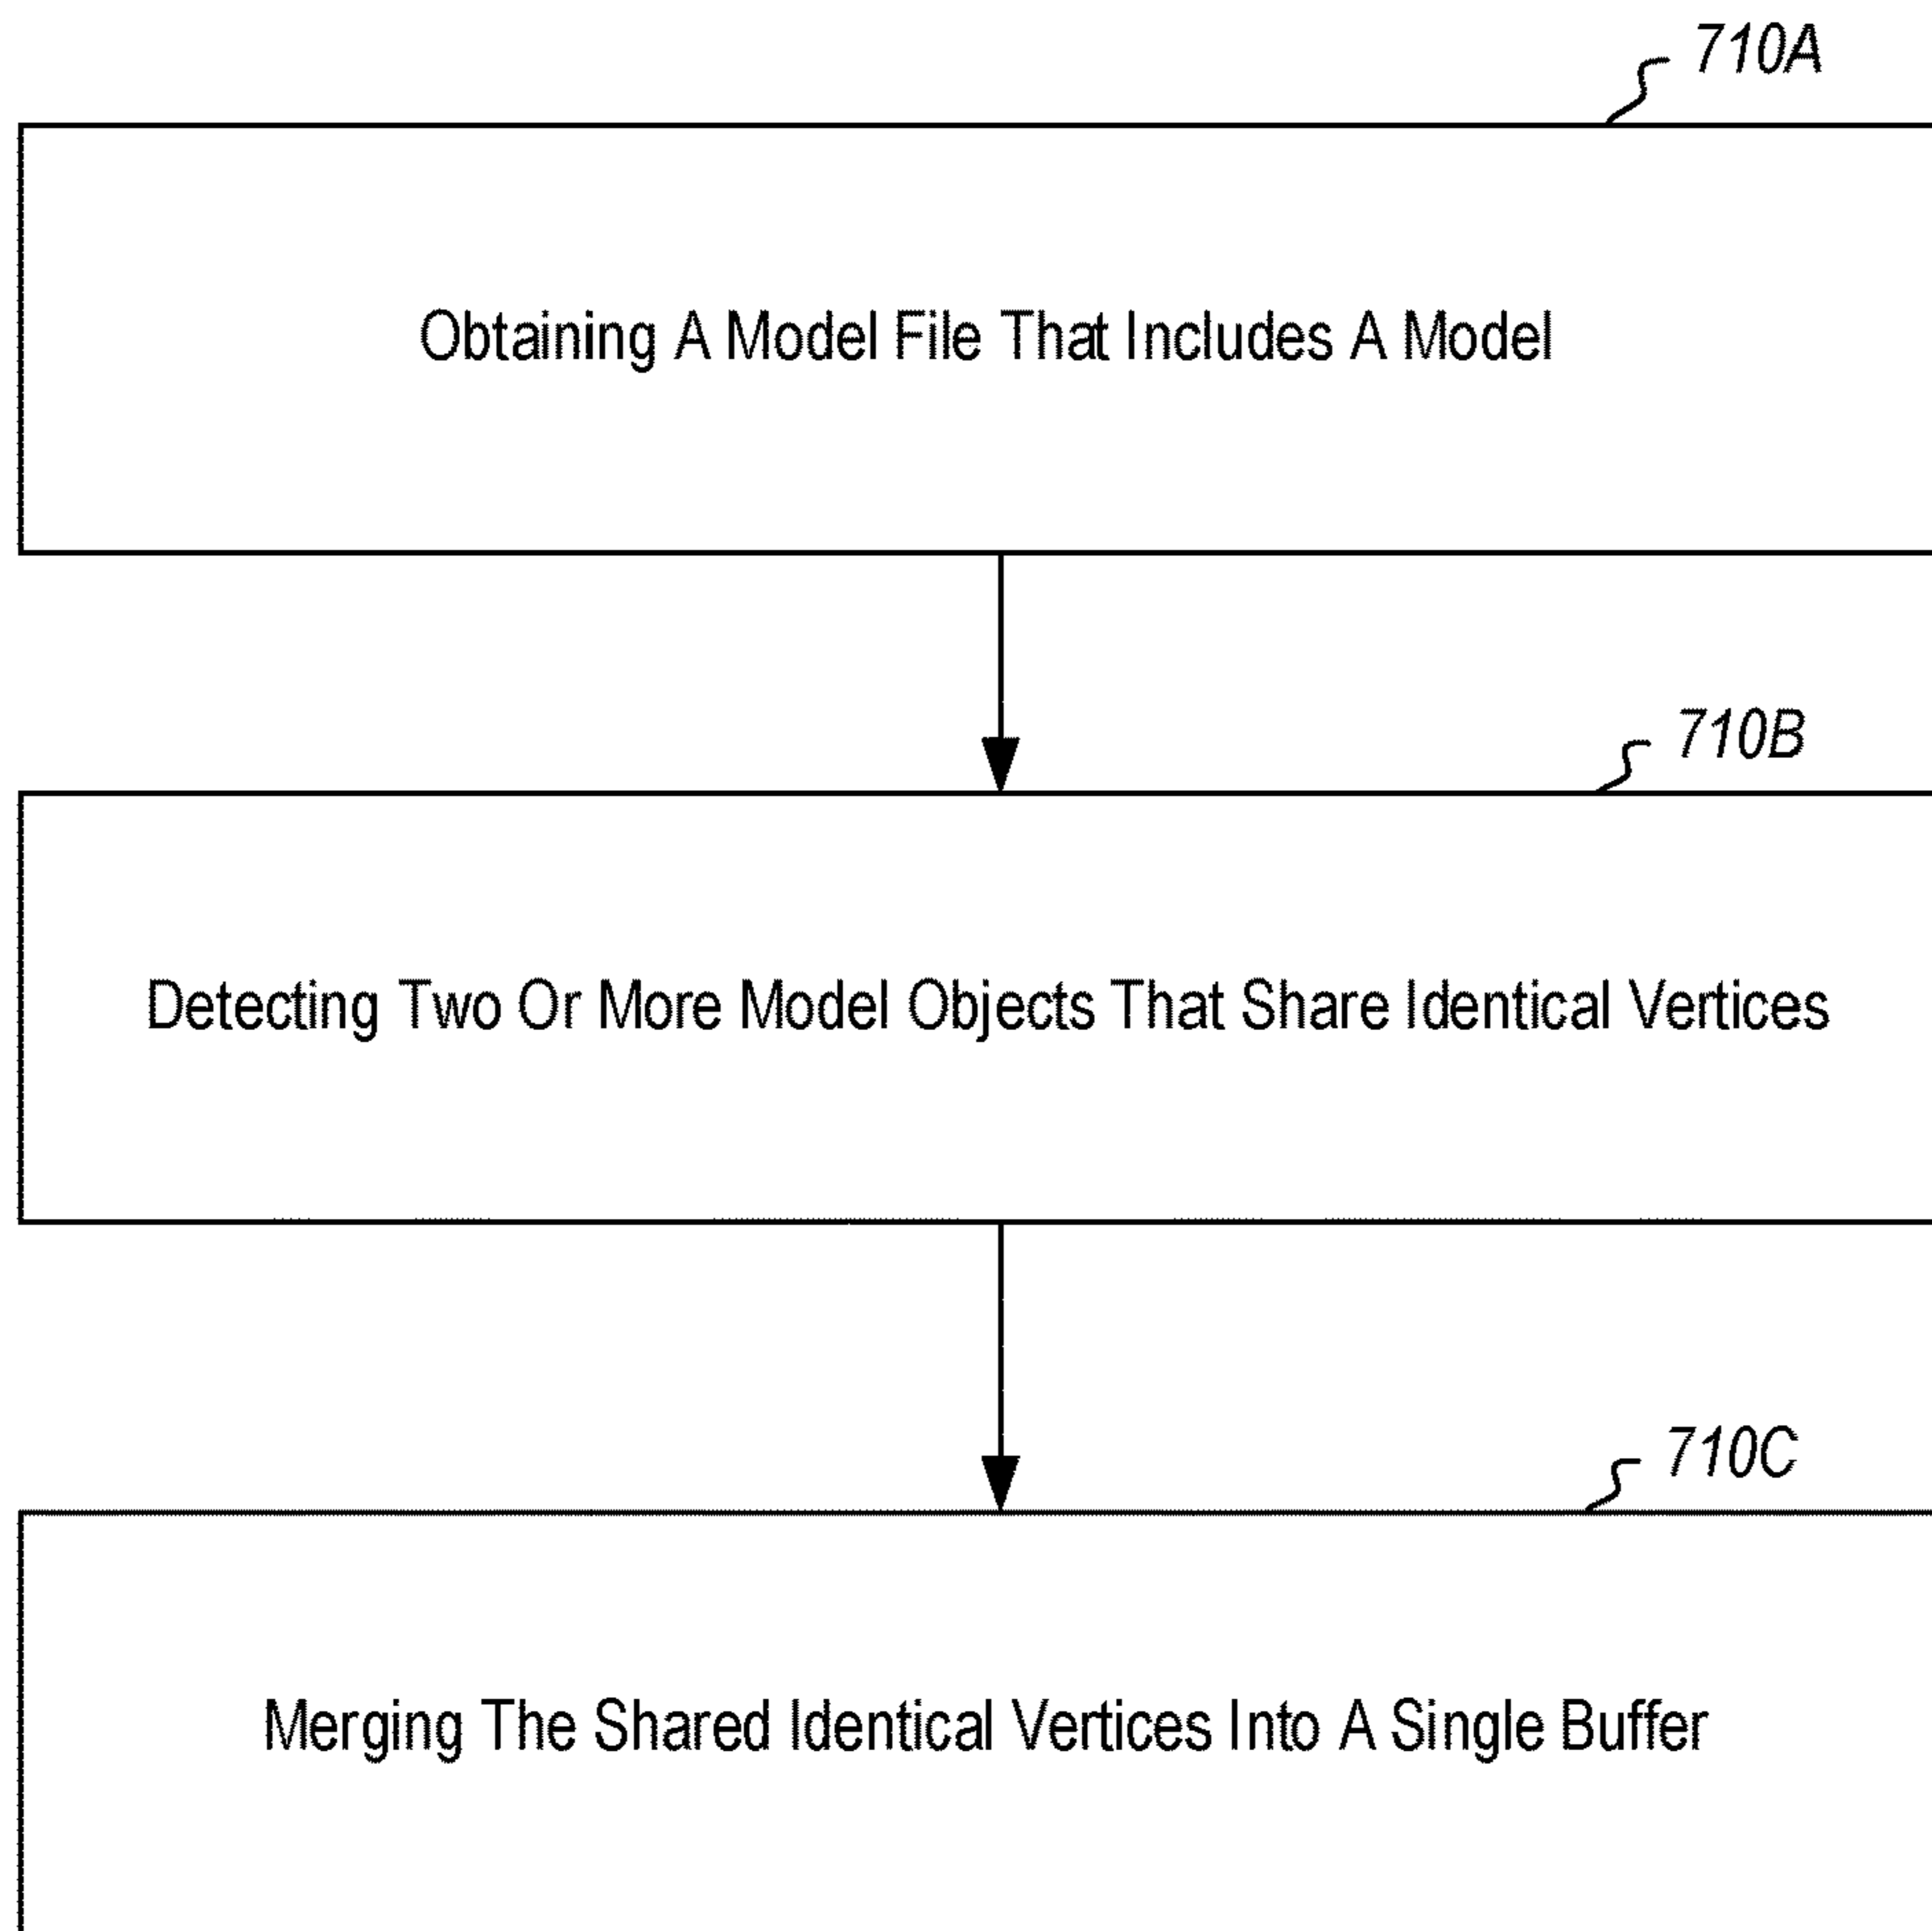 710A
Obtaining A Model File That Includes A Model
710B
Detecting Two Or More Model Objects That Share Identical Vertices
710C
Merging The Shared Identical Vertices Into A Single Buffer